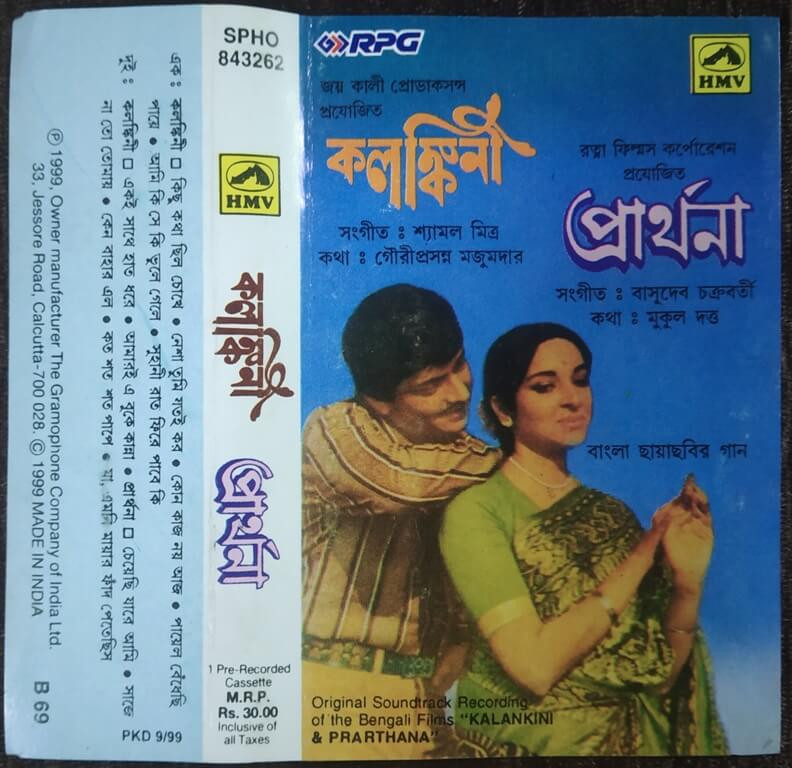 একঃ কলঙ্কিনী □ কিছু কথা ছিল চোখে • নেশা তুমি যতই কর • কোন কাজ নয় আজ • পায়েল বেঁধেছি
পায়ে • আমি কি সে কি ভুলে গেলে • সুহানী রাত ফিরে পাবে কি
দুইঃ কলঙ্কিনী □ একই সাথে হাত ধরে • আমারই এ বুকে কান্না • প্রার্থনা □ চেয়েছি যারে আমি • সাজে
না তো তোমায় • কেন বাহার এল • কত শত শত পাপে • যা, এমনি মায়ার ফাঁদ পেতেছিস
℗ 1999, Owner manufacturer The Gramophone Company of India Ltd.
33, Jessore Road, Calcutta-700 028. © 1999 MADE IN INDIA
B 69
PKD 9/99
SPHO
843262
HMV
কলঙ্কিনী
প্রার্থনা
1 Pre-Recorded
Cassette
M.R.P.
Rs. 30.00
Inclusive of
all Taxes
RPG
HMV
জয় কালী প্রোডাকসন্স
প্রযোজিত
কলঙ্কিনী
সংগীত ঃ শ্যামল মিত্র
কথা ঃ গৌরীপ্রসন্ন মজুমদার
রত্না ফিল্মস কর্পোরেশন
প্রযোজিত
প্রার্থনা
সংগীত ঃ বাসুদেব চক্রবর্তী
কথা ঃ মুকুল দত্ত
বাংলা ছায়াছবির গান
Original Soundtrack Recording
of the Bengali Films "KALANKINI
& PRARTHANA"